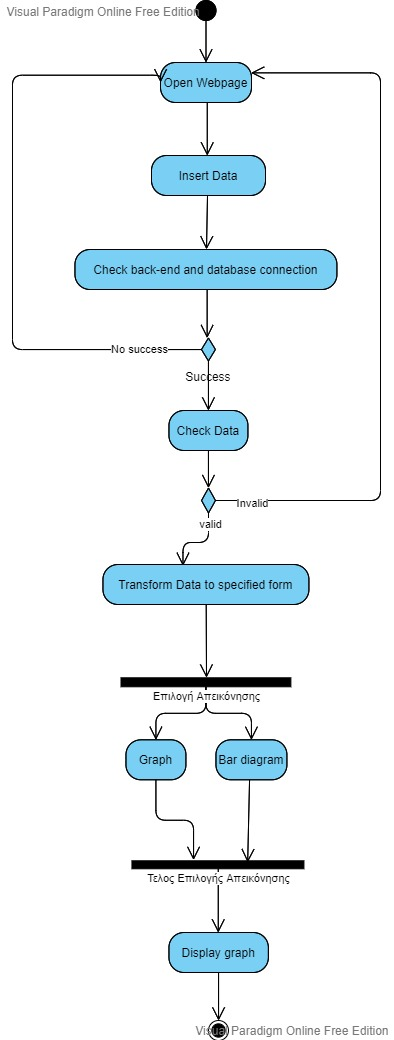 Visual Paradigm Online Free Edition
Open Webpage
Insert Data
Check back-end and database connection
No success
Success
Check Data
Invalid
valid
Transform Data to specified form
Επιλογή Απεικόνησης
Graph
Bar diagram
Τελος Επιλογής Απεικόνησης
Display graph
Visual Paradigm Online Free Edition